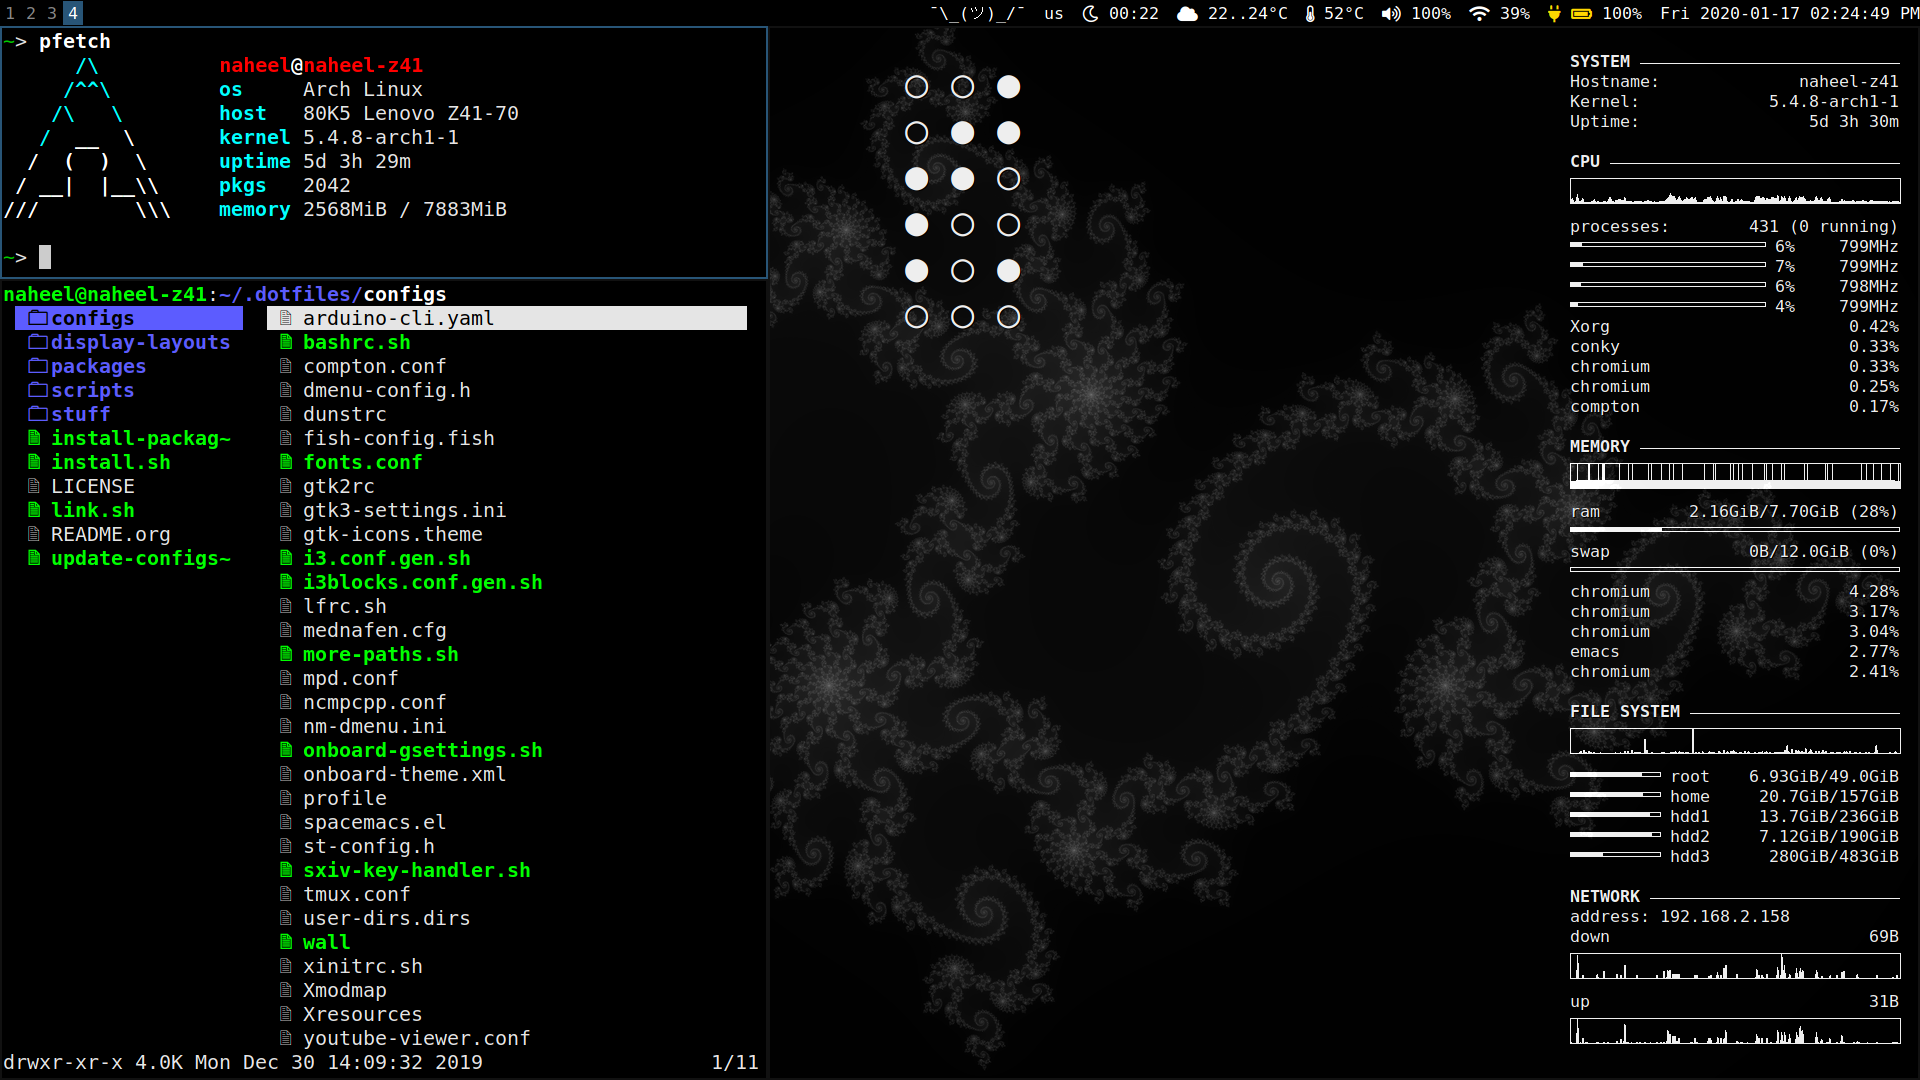 1 2 3 4
¯\_(ツ)_/¯ us 00:22 22..24°C 52°C 100% 39% 100% Fri 2020-01-17 02:24:49 PM
~> pfetch
/\ naheel@naheel-z41
/^^\ os Arch Linux
/\ \ host 80K5 Lenovo Z41-70
/ __ \ kernel 5.4.8-arch1-1
/ ( ) \ uptime 5d 3h 29m
/ __| |__\\ pkgs 2042
/// \\\ memory 2568MiB / 7883MiB
~>
naheel@naheel-z41:~/.dotfiles/configs
configs
display-layouts
packages
scripts
stuff
install-packag~
install.sh
LICENSE
link.sh
README.org
update-configs~
arduino-cli.yaml
bashrc.sh
compton.conf
dmenu-config.h
dunstrc
fish-config.fish
fonts.conf
gtk2rc
gtk3-settings.ini
gtk-icons.theme
i3.conf.gen.sh
i3blocks.conf.gen.sh
lfrc.sh
mednafen.cfg
more-paths.sh
mpd.conf
ncmpcpp.conf
nm-dmenu.ini
onboard-gsettings.sh
onboard-theme.xml
profile
spacemacs.el
st-config.h
sxiv-key-handler.sh
tmux.conf
user-dirs.dirs
wall
xinitrc.sh
Xmodmap
Xresources
youtube-viewer.conf
drwxr-xr-x 4.0K Mon Dec 30 14:09:32 2019 1/11
SYSTEM
Hostname: naheel-z41
Kernel: 5.4.8-arch1-1
Uptime: 5d 3h 30m
CPU
processes: 431 (0 running)
6% 799MHz
7% 799MHz
6% 798MHz
4% 799MHz
Xorg 0.42%
conky 0.33%
chromium 0.33%
chromium 0.25%
compton 0.17%
MEMORY
ram 2.16GiB/7.70GiB (28%)
swap 0B/12.0GiB (0%)
chromium 4.28%
chromium 3.17%
chromium 3.04%
emacs 2.77%
chromium 2.41%
FILE SYSTEM
root 6.93GiB/49.0GiB
home 20.7GiB/157GiB
hdd1 13.7GiB/236GiB
hdd2 7.12GiB/190GiB
hdd3 280GiB/483GiB
NETWORK
address: 192.168.2.158
down 69B
up 31B